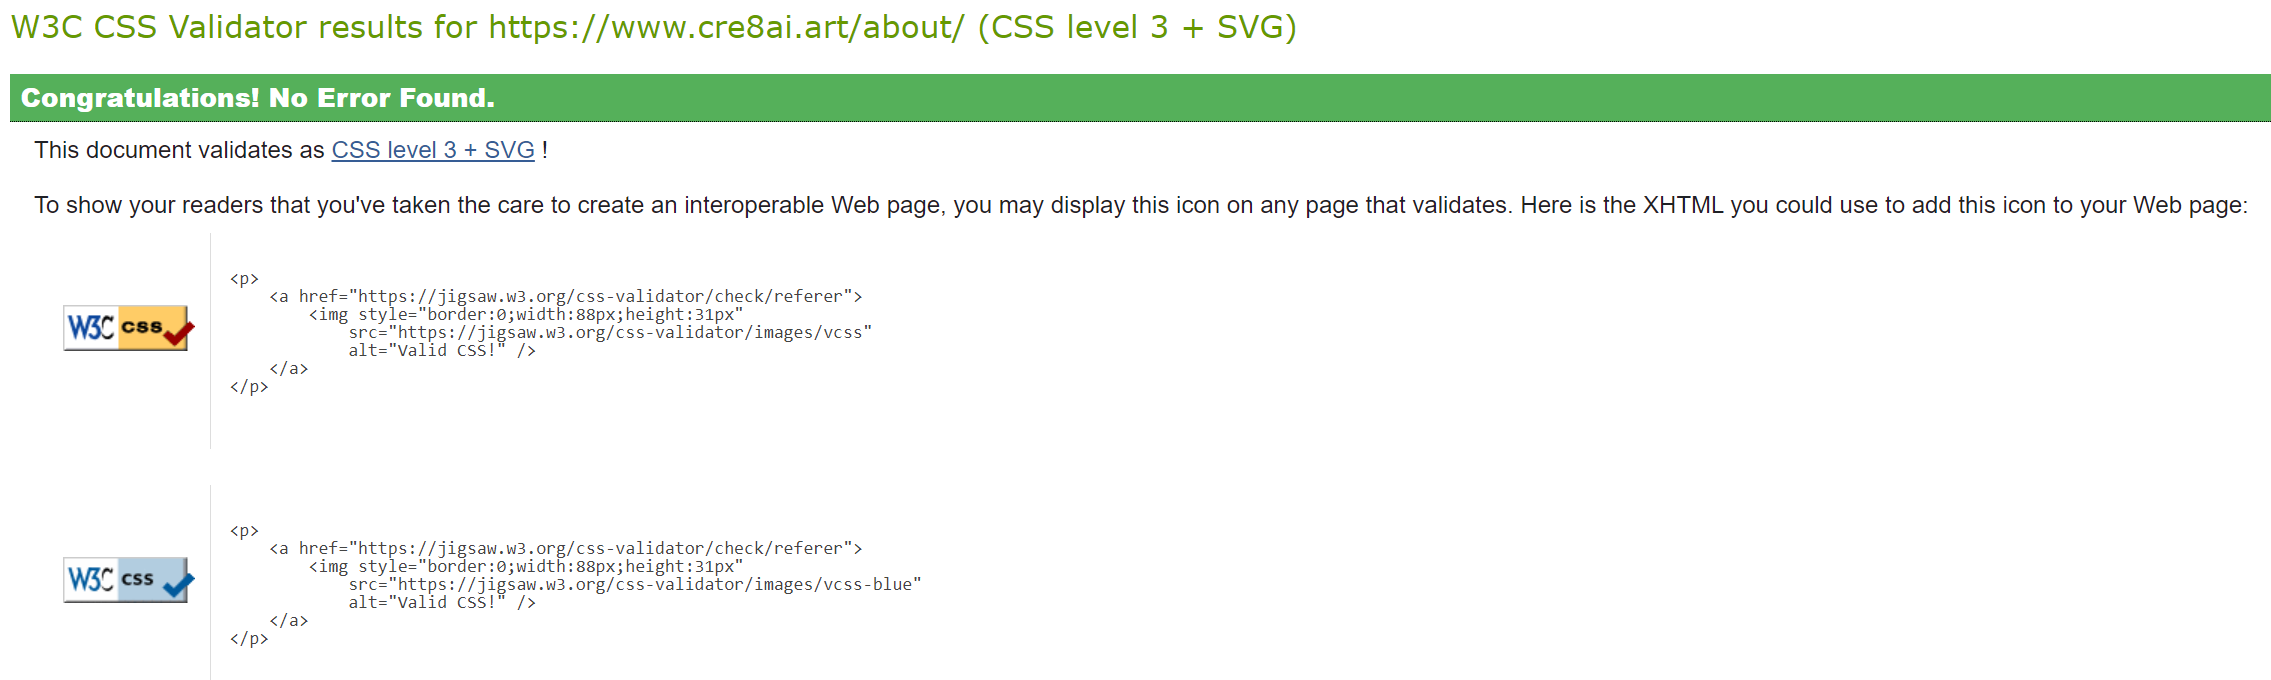 W3C CSS Validator results for https://www.cre8ai.art/about/ (CSS level 3 + SVG)
Congratulations! No Error Found.
This document validates as CSS level 3 + SVG !
To show your readers that you've taken the care to create an interoperable Web page, you may display this icon on any page that validates. Here is the XHTML you could use to add this icon to your Web page:
W3C css
<p>
    <a href="https://jigsaw.w3.org/css-validator/check/referer">
        <img style="border:0;width:88px;height:31px"
            src="https://jigsaw.w3.org/css-validator/images/vcss"
            alt="Valid CSS!" />
    </a>
</p>
W3C css
<p>
    <a href="https://jigsaw.w3.org/css-validator/check/referer">
        <img style="border:0;width:88px;height:31px"
            src="https://jigsaw.w3.org/css-validator/images/vcss-blue"
            alt="Valid CSS!" />
    </a>
</p>